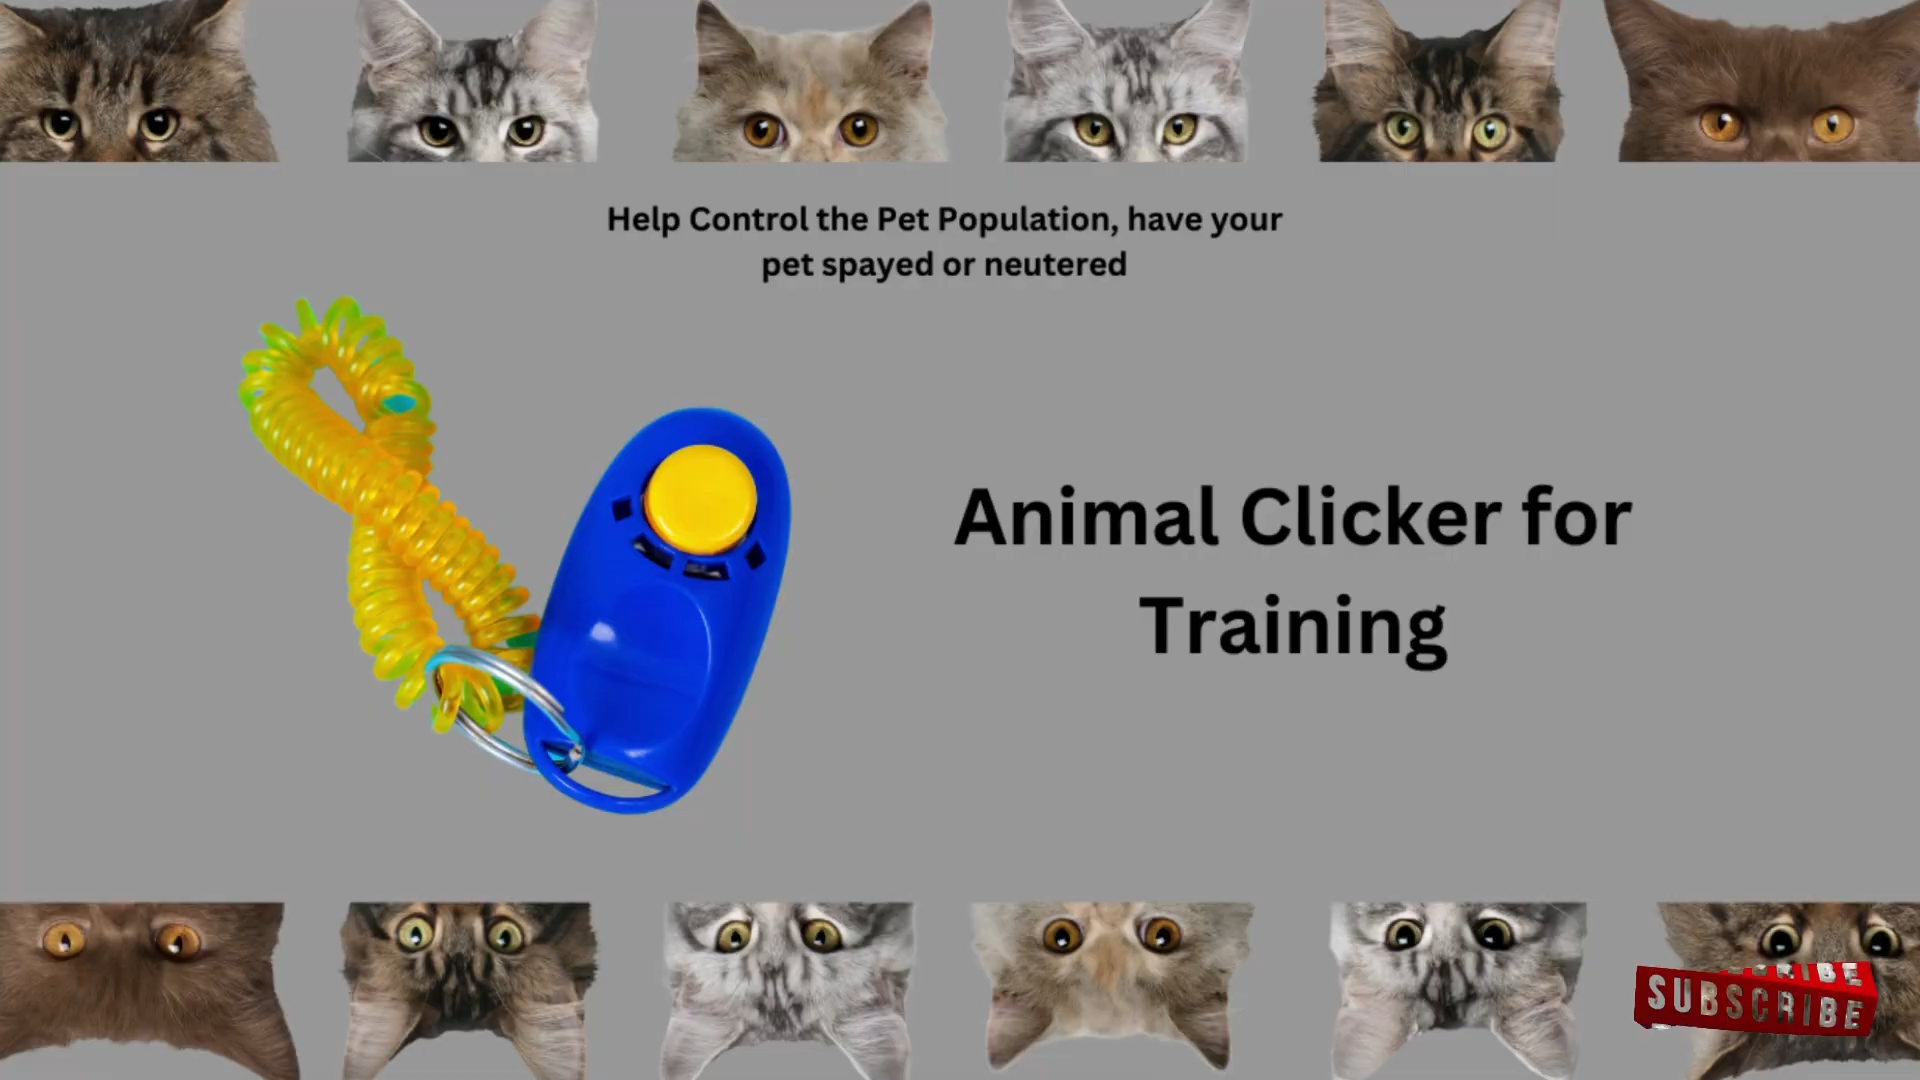 Help Control the Pet Population, have your
pet spayed or neutered
Animal Clicker for
Training
SUBSCRIBE